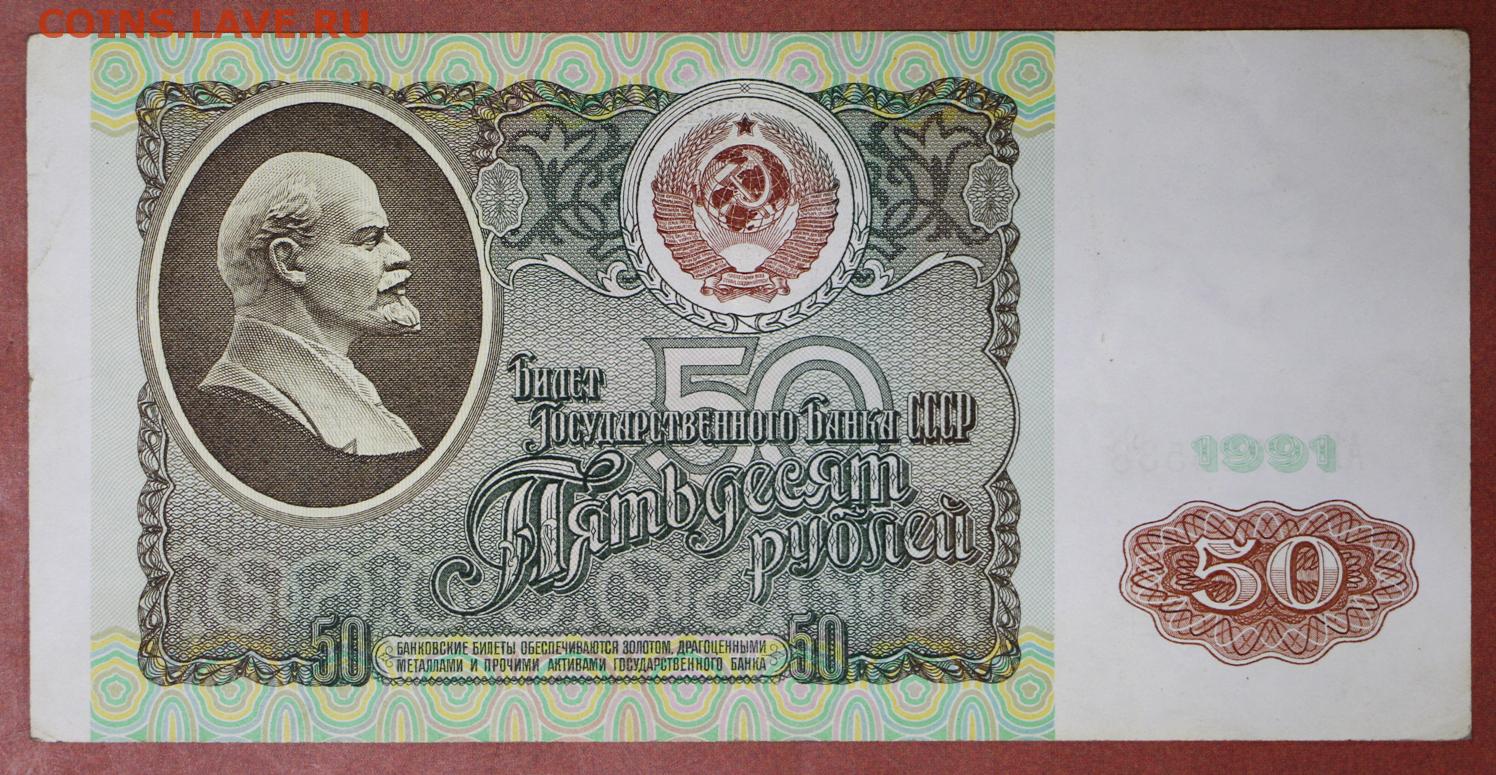 COINS.LAVE.RU
50
Билет
Государственного Банка СССР
Пятьдесят
рублей
1991
50
50
БАНКОВСКИЕ БИЛЕТЫ ОБЕСПЕЧИВАЮТСЯ ЗОЛОТОМ, ДРАГОЦЕННЫМИ
МЕТАЛЛАМИ И ПРОЧИМИ АКТИВАМИ ГОСУДАРСТВЕННОГО БАНКА
50